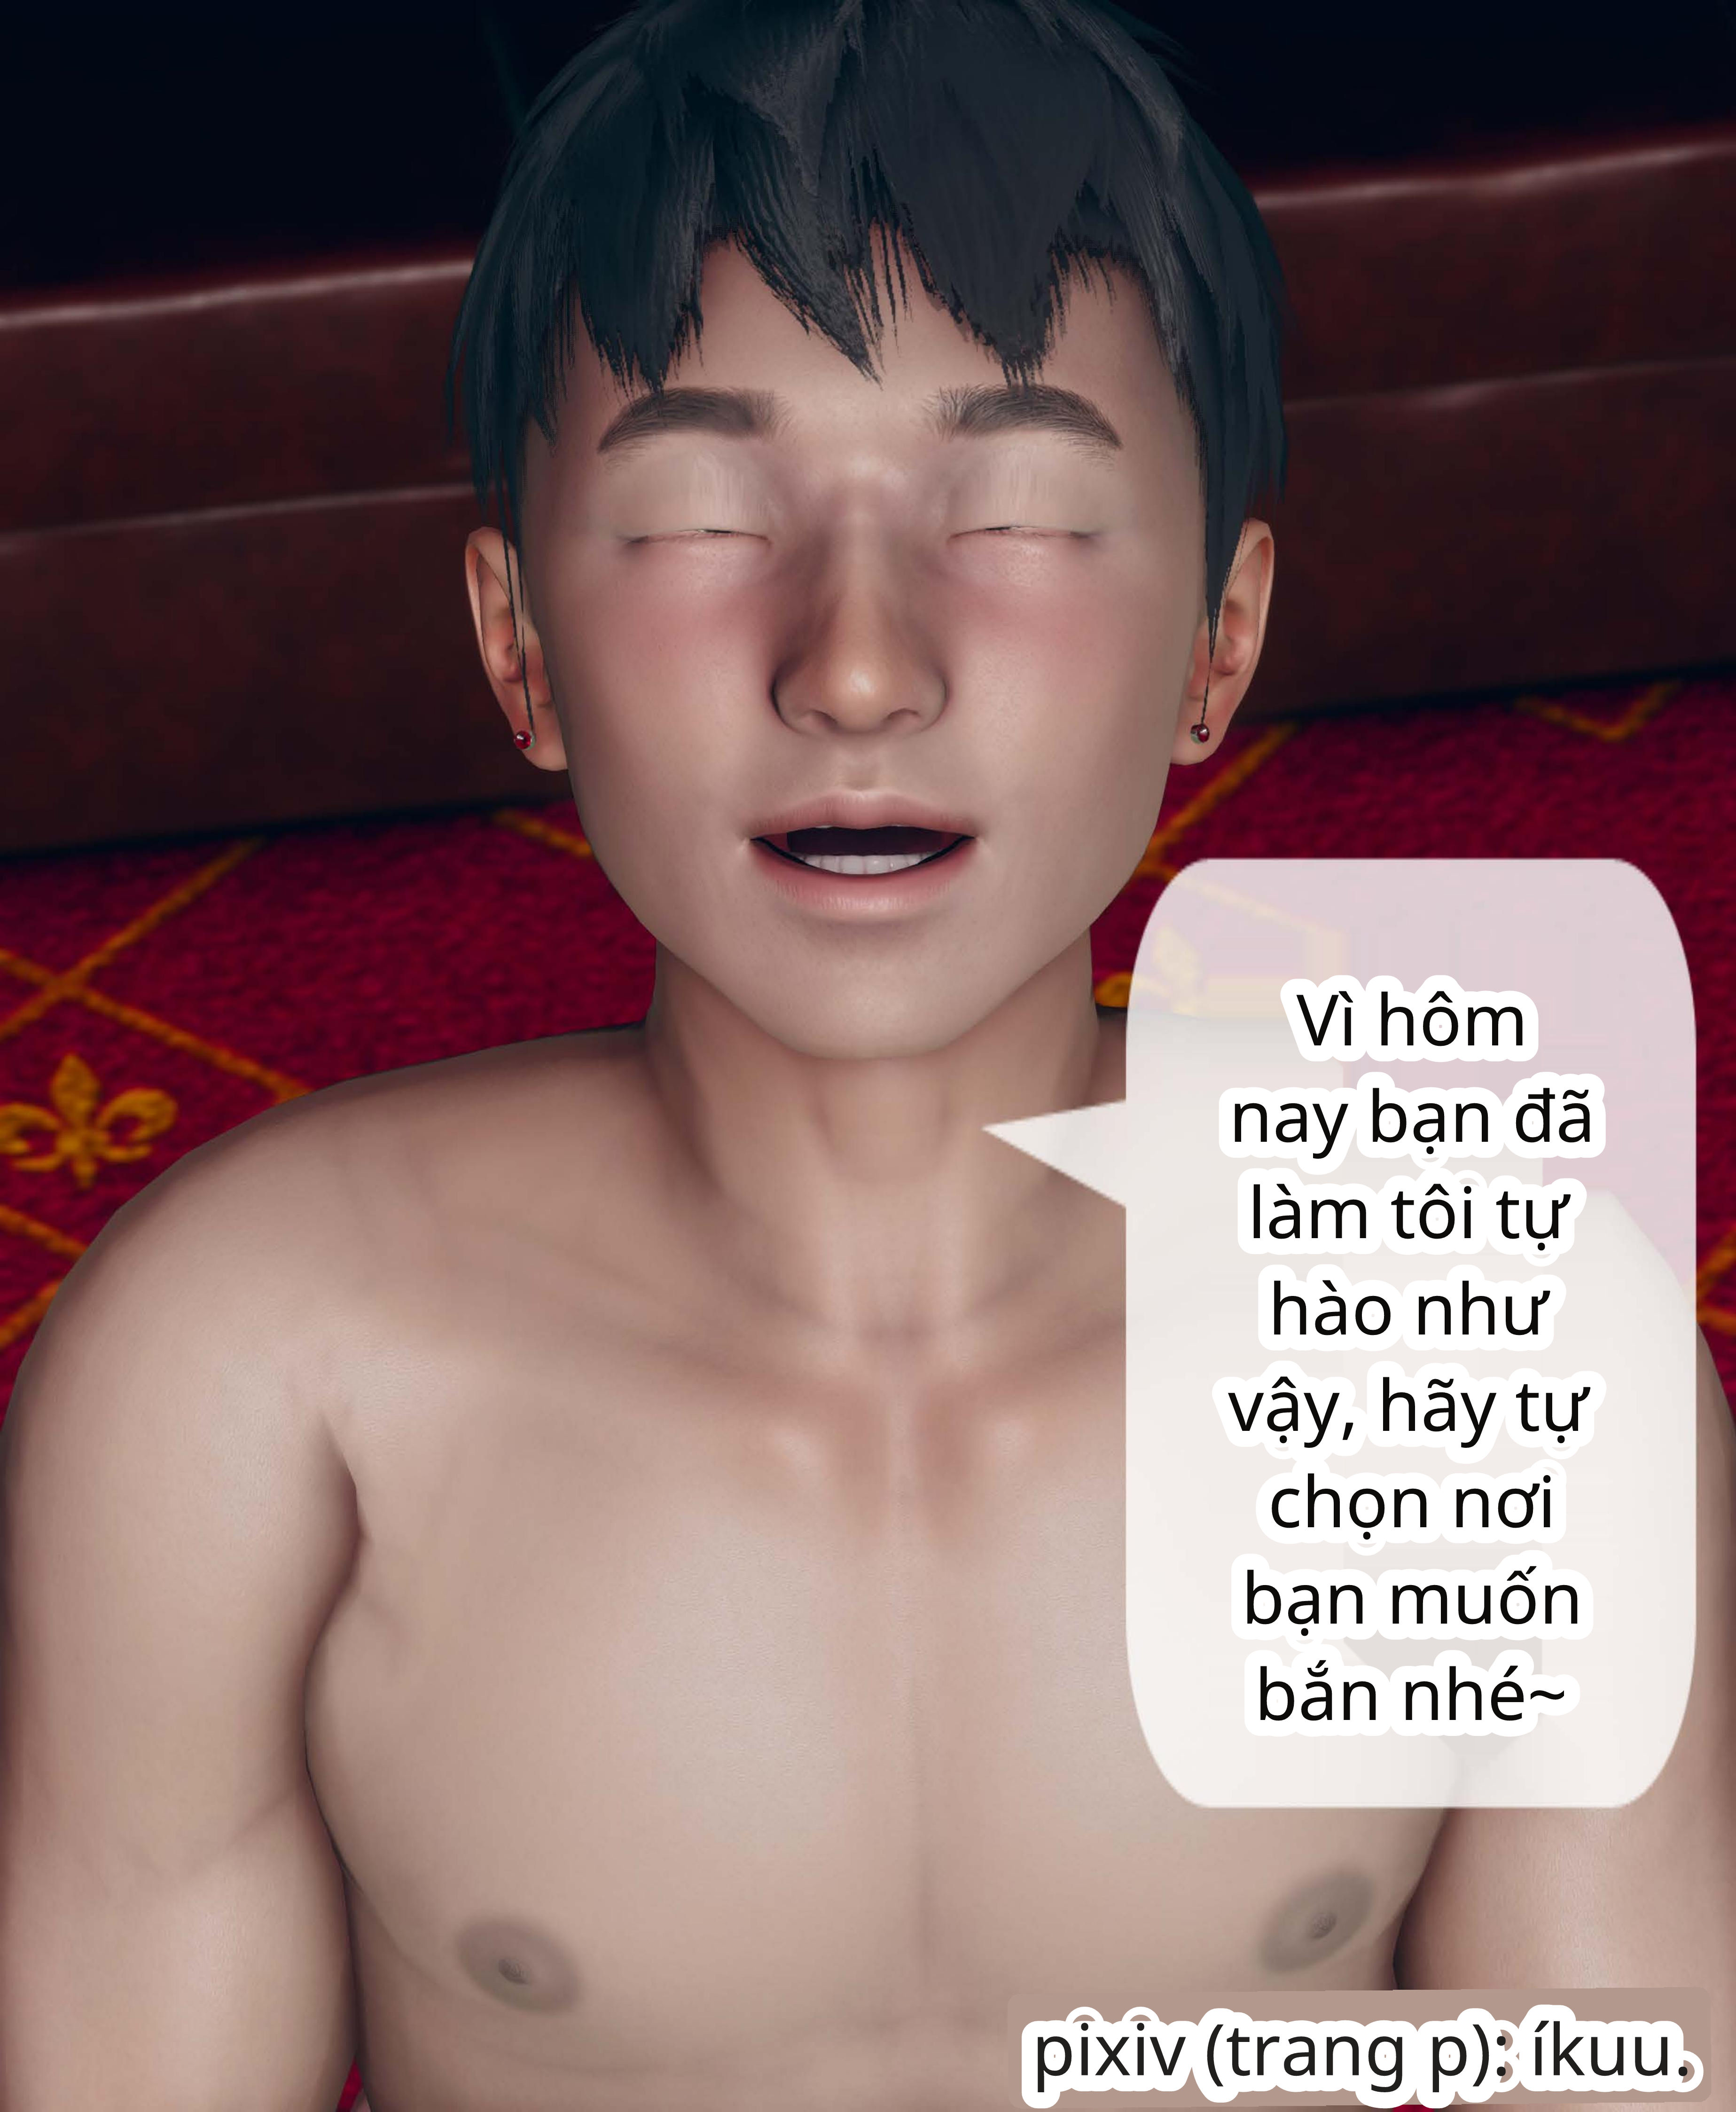 Vì hôm
nay bạn đã
làm tôi tự
hào như
vậy, hãy tự
chọn nơi
bạn muốn
bắn nhé~
pixiv (trang p): íkuu.